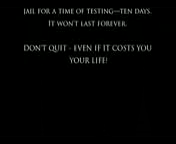 JAIL FOR A TIME OF TESTING—TEN DAYS.
IT WON'T LAST FOREVER.
DON'T QUIT - EVEN IF IT COSTS YOU
YOUR LIFE!